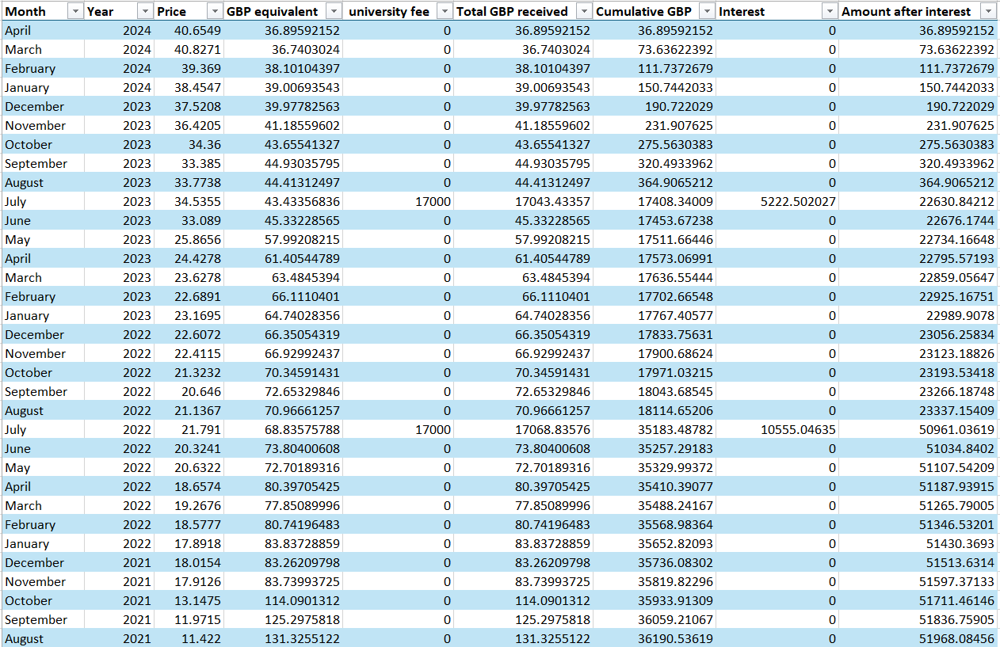 Month Year Price GBP equivalent university fee Total GBP received Cumulative GBP Interest Amount after interest
April 2024 40.6549 36.89592152 0 36.89592152 36.89592152 0 36.89592152
March 2024 40.8271 36.7403024 0 36.7403024 73.63622392 0 73.63622392
February 2024 39.369 38.10104397 0 38.10104397 111.7372679 0 111.7372679
January 2024 38.4547 39.00693543 0 39.00693543 150.7442033 0 150.7442033
December 2023 37.5208 39.97782563 0 39.97782563 190.722029 0 190.722029
November 2023 36.4205 41.18559602 0 41.18559602 231.907625 0 231.907625
October 2023 34.36 43.65541327 0 43.65541327 275.5630383 0 275.5630383
September 2023 33.385 44.93035795 0 44.93035795 320.4933962 0 320.4933962
August 2023 33.7738 44.41312497 0 44.41312497 364.9065212 0 364.9065212
July 2023 34.5355 43.43356836 17000 17043.43357 17408.34009 5222.502027 22630.84212
June 2023 33.089 45.33228565 0 45.33228565 17453.67238 0 22676.1744
May 2023 25.8656 57.99208215 0 57.99208215 17511.66446 0 22734.16648
April 2023 24.4278 61.40544789 0 61.40544789 17573.06991 0 22795.57193
March 2023 23.6278 63.4845394 0 63.4845394 17636.55444 0 22859.05647
February 2023 22.6891 66.1110401 0 66.1110401 17702.66548 0 22925.16751
January 2023 23.1695 64.74028356 0 64.74028356 17767.40577 0 22989.9078
December 2022 22.6072 66.35054319 0 66.35054319 17833.75631 0 23056.25834
November 2022 22.4115 66.92992437 0 66.92992437 17900.68624 0 23123.18826
October 2022 21.3232 70.34591431 0 70.34591431 17971.03215 0 23193.53418
September 2022 20.646 72.65329846 0 72.65329846 18043.68545 0 23266.18748
August 2022 21.1367 70.96661257 0 70.96661257 18114.65206 0 23337.15409
July 2022 21.791 68.83575788 17000 17068.83576 35183.48782 10555.04635 50961.03619
June 2022 20.3241 73.80400608 0 73.80400608 35257.29183 0 51034.8402
May 2022 20.6322 72.70189316 0 72.70189316 35329.99372 0 51107.54209
April 2022 18.6574 80.39705425 0 80.39705425 35410.39077 0 51187.93915
March 2022 19.2676 77.85089996 0 77.85089996 35488.24167 0 51265.79005
February 2022 18.5777 80.74196483 0 80.74196483 35568.98364 0 51346.53201
January 2022 17.8918 83.83728859 0 83.83728859 35652.82093 0 51430.3693
December 2021 18.0154 83.26209798 0 83.26209798 35736.08302 0 51513.6314
November 2021 17.9126 83.73993725 0 83.73993725 35819.82296 0 51597.37133
October 2021 13.1475 114.0901312 0 114.0901312 35933.91309 0 51711.46146
September 2021 11.9715 125.2975818 0 125.2975818 36059.21067 0 51836.75905
August 2021 11.422 131.3255122 0 131.3255122 36190.53619 0 51968.08456